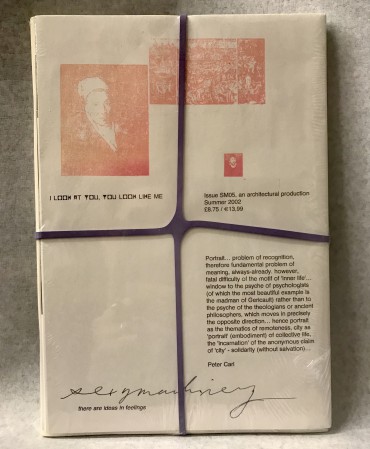 I LOOK AT YOU, YOU LOOK LIKE ME
Issue SM05, an architectural production
Summer 2002
£8.75 / €13.99
Portrait... problem of recognition,
therefore fundamental problem of
meaning, always-already. however,
fatal difficulty of the motif of 'inner life'...
window to the psyche of psychologists
(of which the most beautiful example is
the madman of Gericault) rather than to
the psyche of the theologians or ancient
philosophers, which moves in precisely
the opposite direction... hence portrait
as the thematics of remoteness, city as
'portrait' (embodiment) of collective life,
the 'incarnation' of the anonymous claim
of 'city' - solidarity (without salvation)...
Peter Carl
sexymachinery
there are ideas in feelings